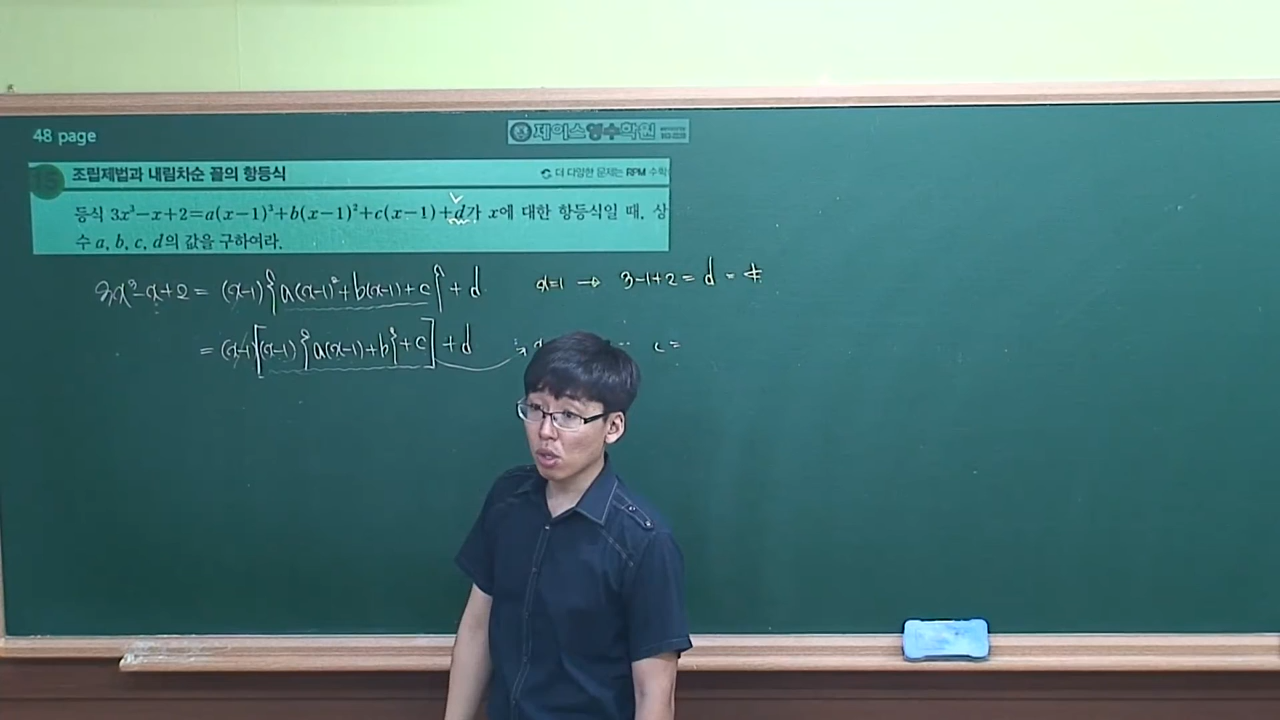 48 page
제이스영수학원
15 조립제법과 내림차순 꼴의 항등식
더 다양한 문제는 RPM 수학
등식 3x³-x+2=a(x-1)³+b(x-1)²+c(x-1)+d가 x에 대한 항등식일 때, 상
수 a, b, c, d의 값을 구하여라.
3x³-x+2 = (x-1){a(x-1)²+b(x-1)+c} + d x=1 → 3-1+2 = d = 4
= (x-1)[(x-1){a(x-1)+b}+c] + d c=